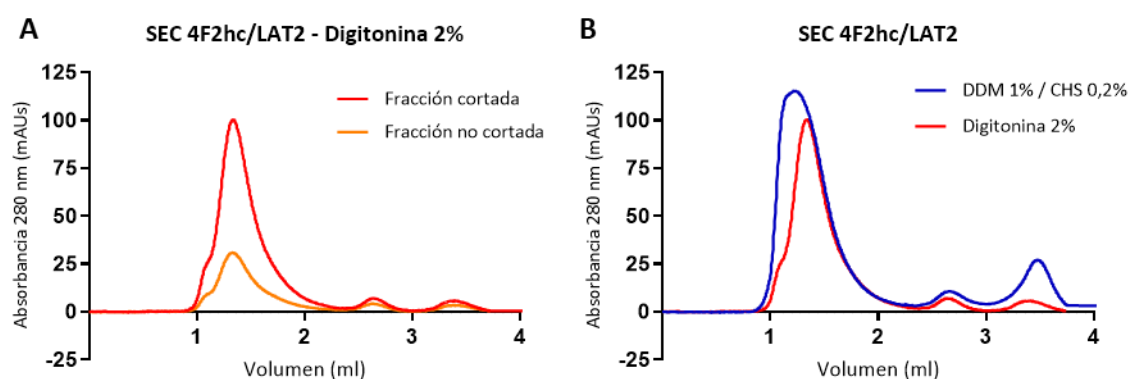 A
SEC 4F2hc/LAT2 - Digitonina 2%
Absorbancia 280 nm (mAUs)
125
100
75
50
25
0
-25
1
2
3
4
Volumen (ml)
Fracción cortada
Fracción no cortada
B
SEC 4F2hc/LAT2
Absorbancia 280 nm (mAUs)
125
100
75
50
25
0
-25
1
2
3
4
Volumen (ml)
DDM 1% / CHS 0,2%
Digitonina 2%